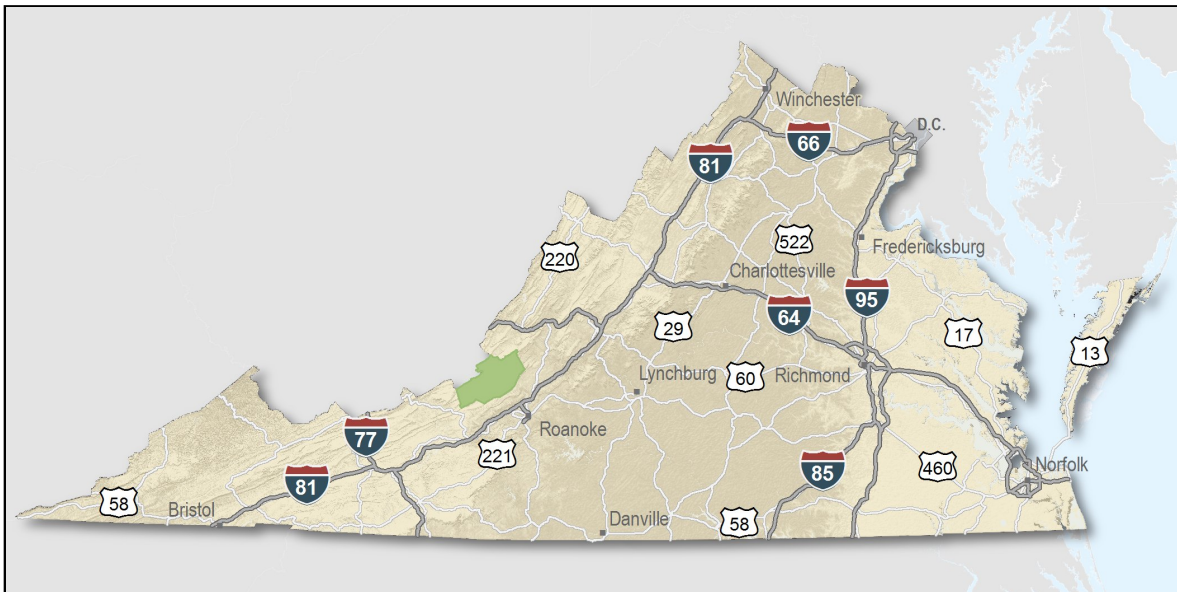 Winchester
D.C.
66
81
522
Fredericksburg
220
Charlottesville
95
64
29
17
13
Lynchburg
60
Richmond
77
Roanoke
221
460
Norfolk
81
85
58
Bristol
Danville
58